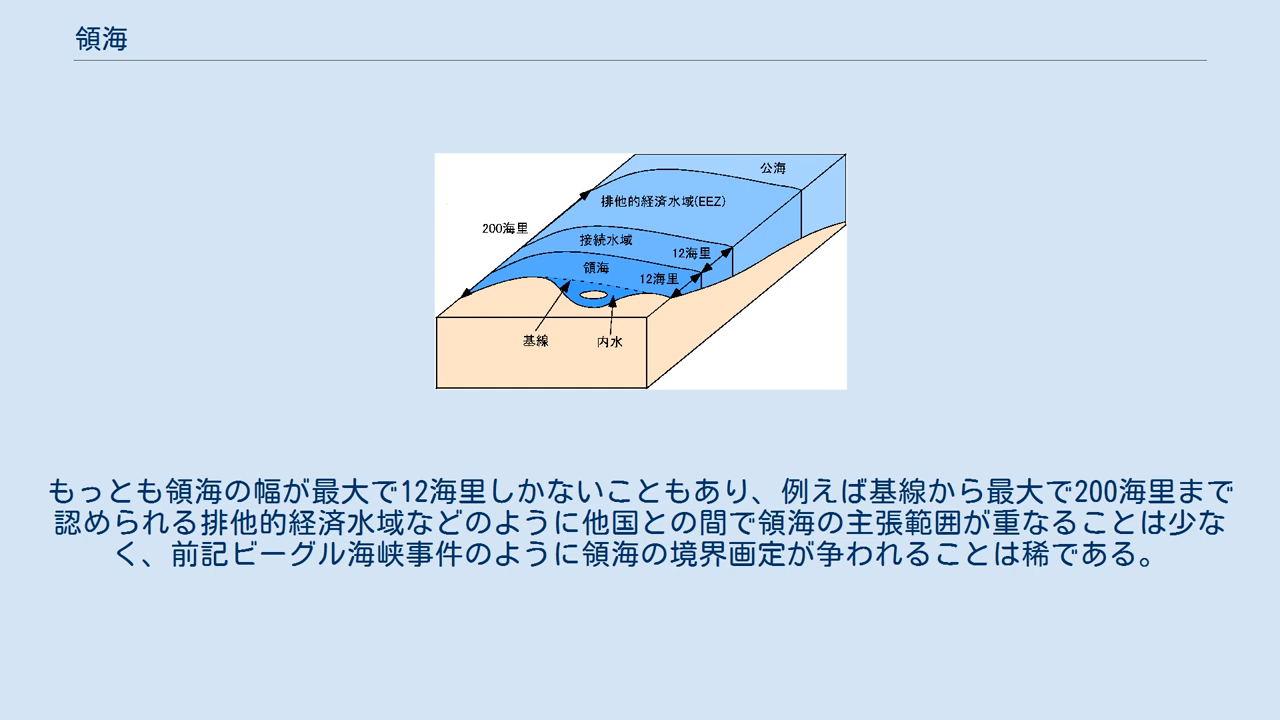 領海
公海
排他的経済水域(EEZ)
200海里
接続水域
12海里
領海
12海里
基線
内水
もっとも領海の幅が最大で12海里しかないこともあり、例えば基線から最大で200海里まで
認められる排他的経済水域などのように他国との間で領海の主張範囲が重なることは少な
く、前記ビーグル海峡事件のように領海の境界画定が争われることは稀である。